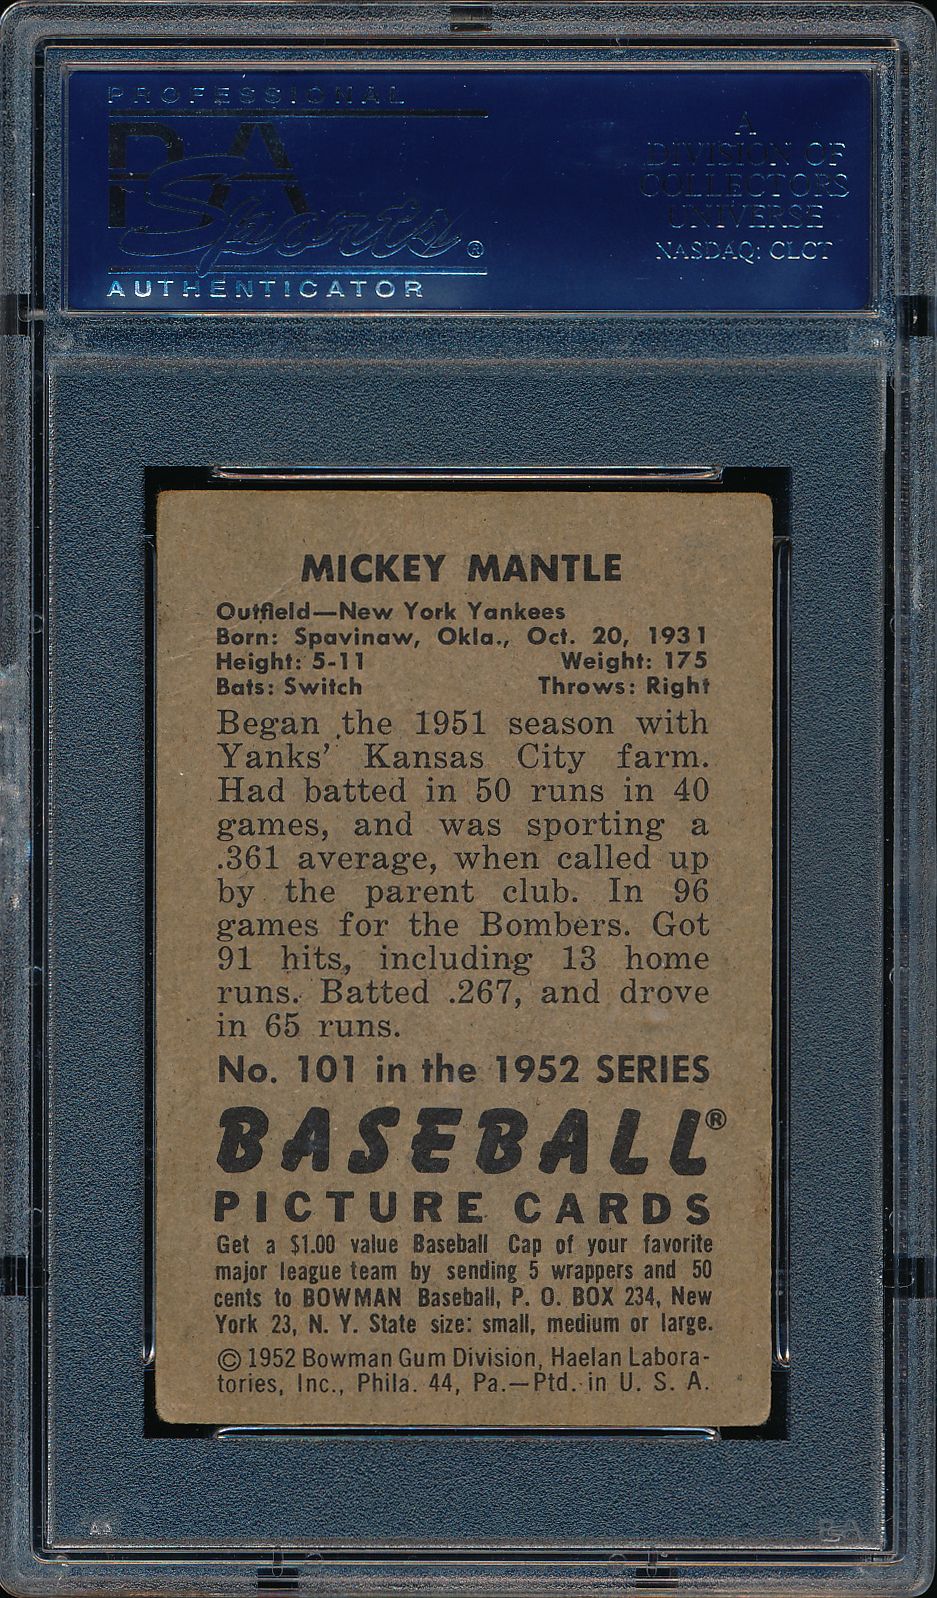 PROFESSIONAL
PSA
Sports®
AUTHENTICATOR
A
DIVISION OF
COLLECTORS
UNIVERSE
NASDAQ: CLCT
MICKEY MANTLE
Outfield—New York Yankees
Born: Spavinaw, Okla., Oct. 20, 1931
Height: 5-11 Weight: 175
Bats: Switch Throws: Right
Began the 1951 season with
Yanks' Kansas City farm.
Had batted in 50 runs in 40
games, and was sporting a
.361 average, when called up
by the parent club. In 96
games for the Bombers. Got
91 hits, including 13 home
runs. Batted .267, and drove
in 65 runs.
No. 101 in the 1952 SERIES
BASEBALL®
PICTURE CARDS
Get a $1.00 value Baseball Cap of your favorite
major league team by sending 5 wrappers and 50
cents to BOWMAN Baseball, P. O. BOX 234, New
York 23, N. Y. State size: small, medium or large.
© 1952 Bowman Gum Division, Haelan Labora-
tories, Inc., Phila. 44, Pa.—Ptd. in U. S. A.